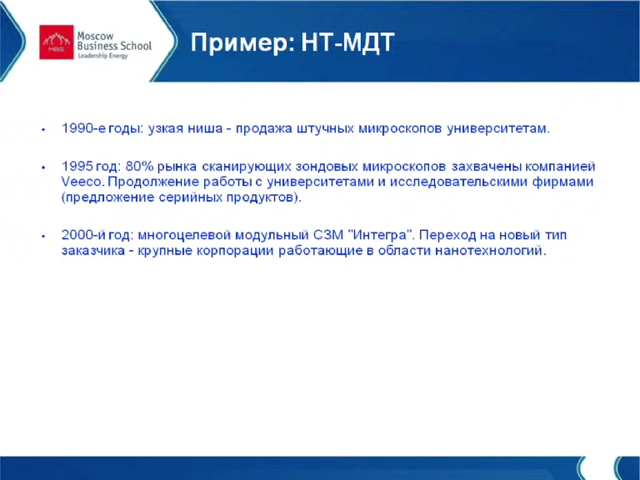 Moscow
Business School
Leadership Energy
MBS
Пример: НТ-МДТ
• 1990-е годы: узкая ниша - продажа штучных микроскопов университетам.
• 1995 год: 80% рынка сканирующих зондовых микроскопов захвачены компанией
Veeco. Продолжение работы с университетами и исследовательскими фирмами
(предложение серийных продуктов).
• 2000-й год: многоцелевой модульный СЗМ "Интегра". Переход на новый тип
заказчика - крупные корпорации работающие в области нанотехнологий.